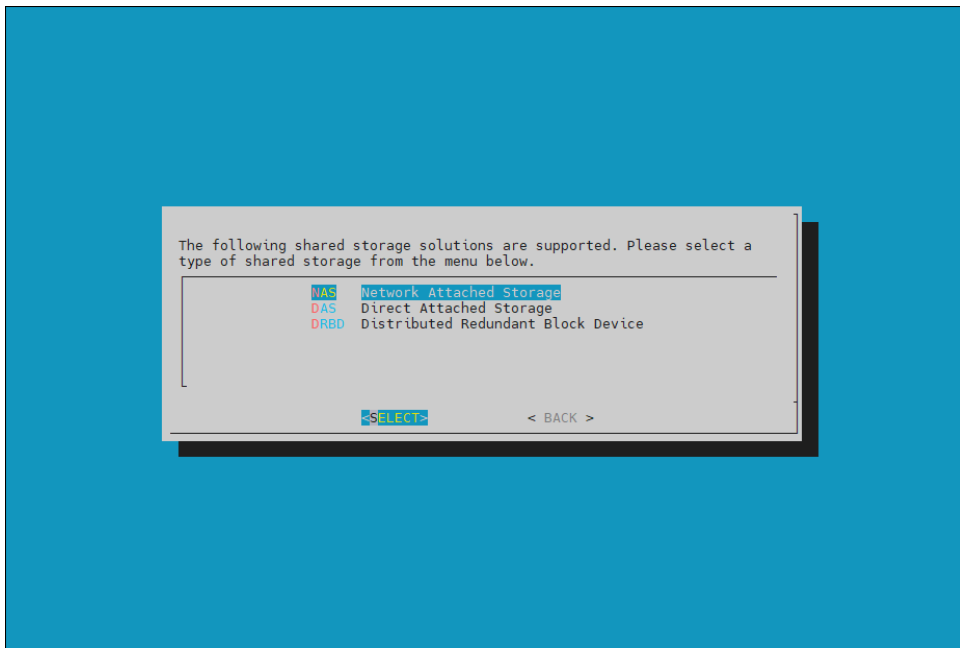 The following shared storage solutions are supported. Please select a
type of shared storage from the menu below.
NAS Network Attached Storage
DAS Direct Attached Storage
DRBD Distributed Redundant Block Device
<SELECT> < BACK >